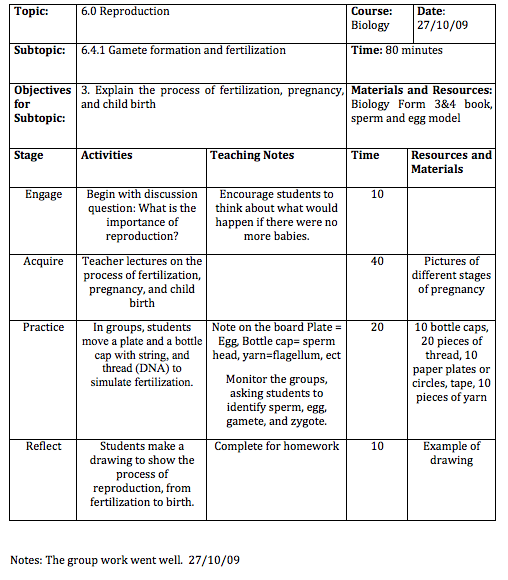 Topic: 6.0 Reproduction Course: Date:
Biology 27/10/09
Subtopic: 6.4.1 Gamete formation and fertilization Time: 80 minutes
Objectives 3. Explain the process of fertilization, pregnancy, Materials and Resources:
for and child birth Biology Form 3&4 book,
Subtopic: sperm and egg model
Stage Activities Teaching Notes Time Resources and
Materials
Engage Begin with discussion Encourage students to 10
question: What is the think about what would
importance of happen if there were no
reproduction? more babies.
Acquire Teacher lectures on the 40 Pictures of
process of fertilization, different stages
pregnancy, and child of pregnancy
birth
Practice In groups, students Note on the board Plate = 20 10 bottle caps,
move a plate and a bottle Egg, Bottle cap= sperm 20 pieces of
cap with string, and head, yarn=flagellum, ect thread, 10
thread (DNA) to paper plates or
simulate fertilization. Monitor the groups, circles, tape, 10
asking students to pieces of yarn
identify sperm, egg,
gamete, and zygote.
Reflect Students make a Complete for homework 10 Example of
drawing to show the drawing
process of
reproduction, from
fertilization to birth.
Notes: The group work went well. 27/10/09